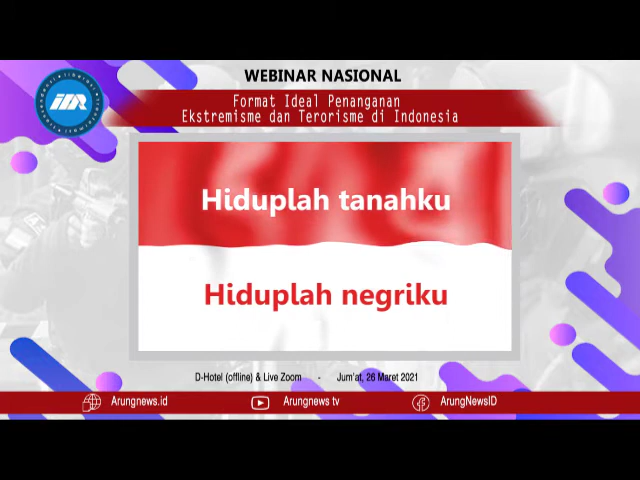 WEBINAR NASIONAL
Format Ideal Penanganan
Ekstremisme dan Terorisme di Indonesia
Hiduplah tanahku
Hiduplah negriku
D-Hotel (offline) & Live Zoom - Jum'at, 26 Maret 2021
Arungnews.id Arungnews tv ArungNewsID